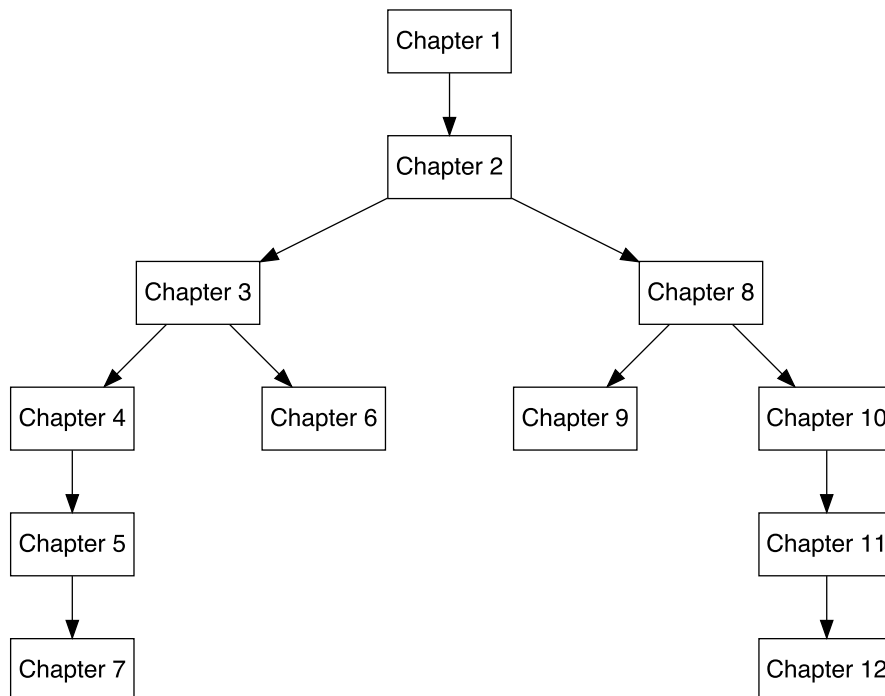 Chapter 1
Chapter 2
Chapter 3
Chapter 8
Chapter 4
Chapter 6
Chapter 9
Chapter 10
Chapter 5
Chapter 11
Chapter 7
Chapter 12